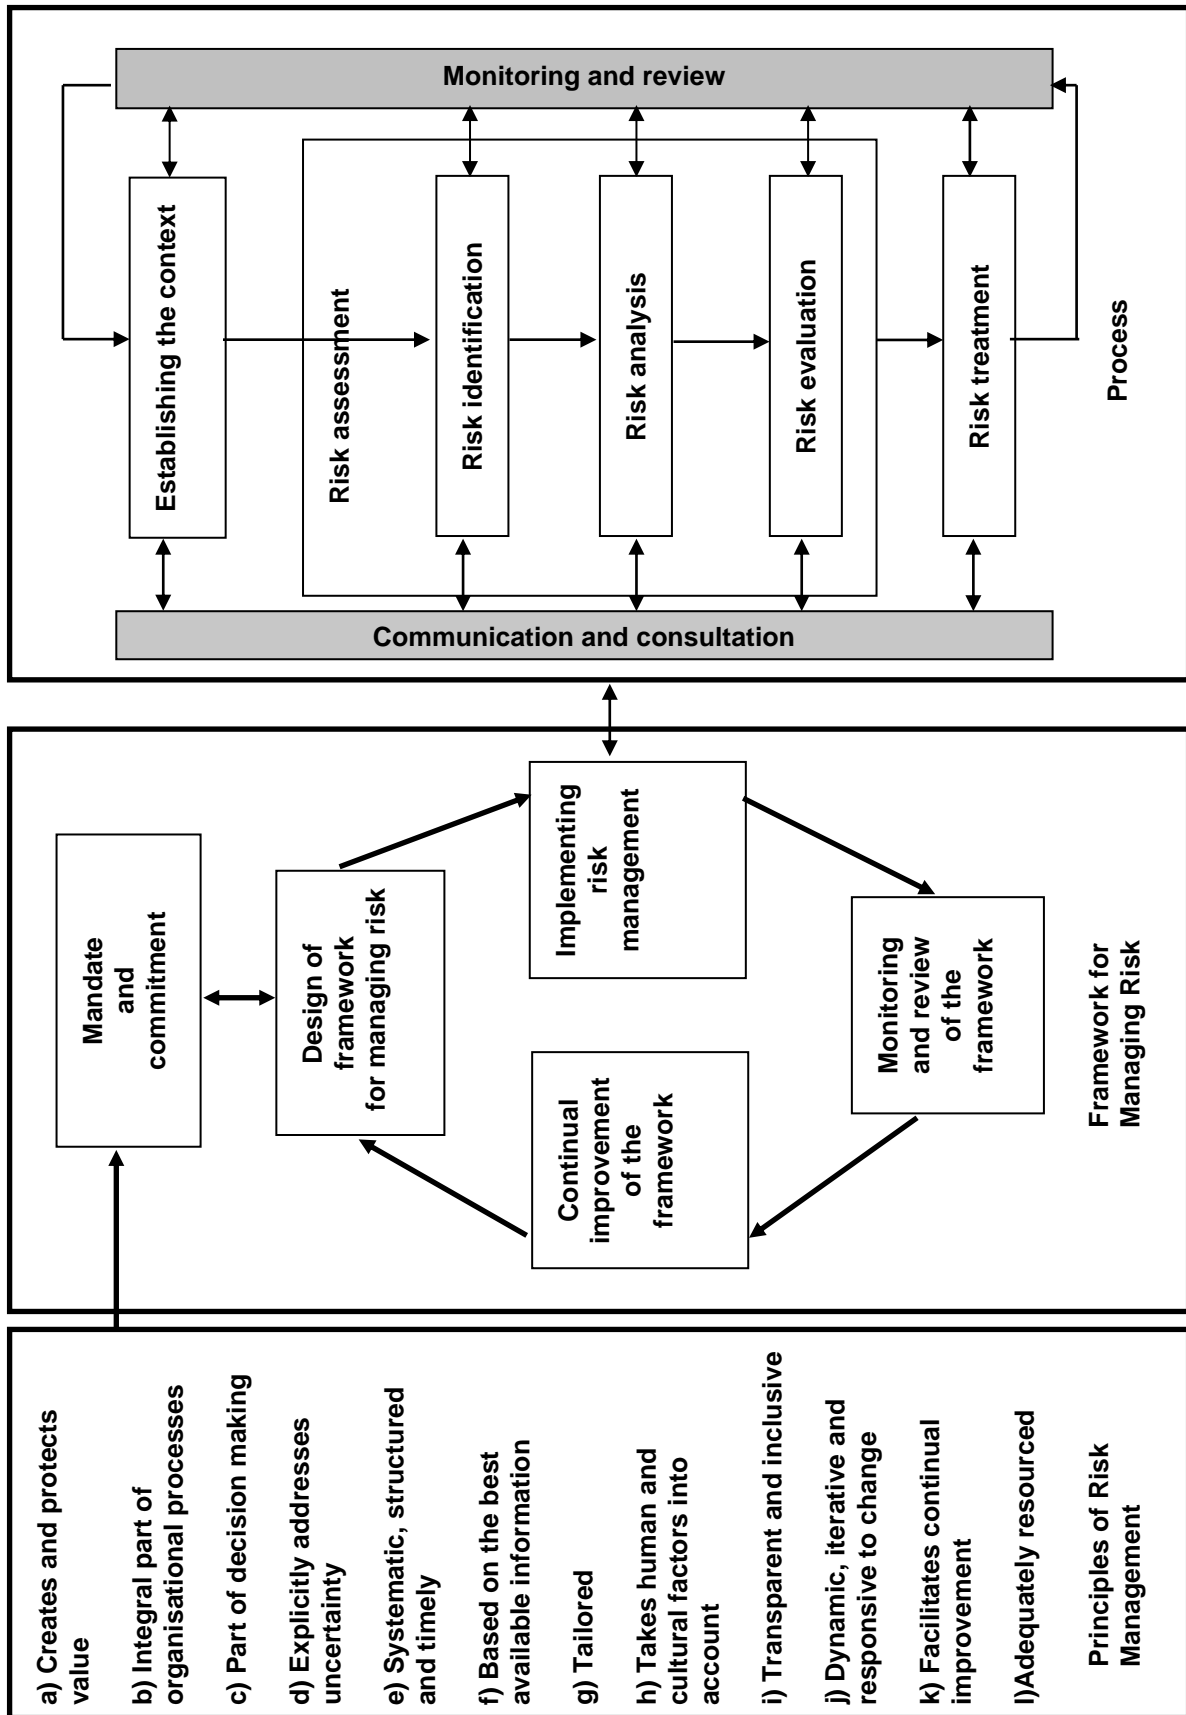 a) Creates and protects
value
b) Integral part of
organisational processes
c) Part of decision making
d) Explicitly addresses
uncertainty
e) Systematic, structured
and timely
f) Based on the best
available information
g) Tailored
h) Takes human and
cultural factors into
account
i) Transparent and inclusive
j) Dynamic, iterative and
responsive to change
k) Facilitates continual
improvement
l)Adequately resourced
Principles of Risk
Management
Mandate
and
commitment
Design of
framework
for managing risk
Continual
improvement
of the
framework
Implementing
risk
management
Monitoring
and review
of the
framework
Framework for
Managing Risk
Communication and consultation
Establishing the context
Risk assessment
Risk identification
Risk analysis
Risk evaluation
Risk treatment
Monitoring and review
Process